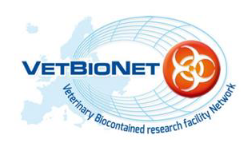 VETBIONET
Veterinary Biocontained research facility Network